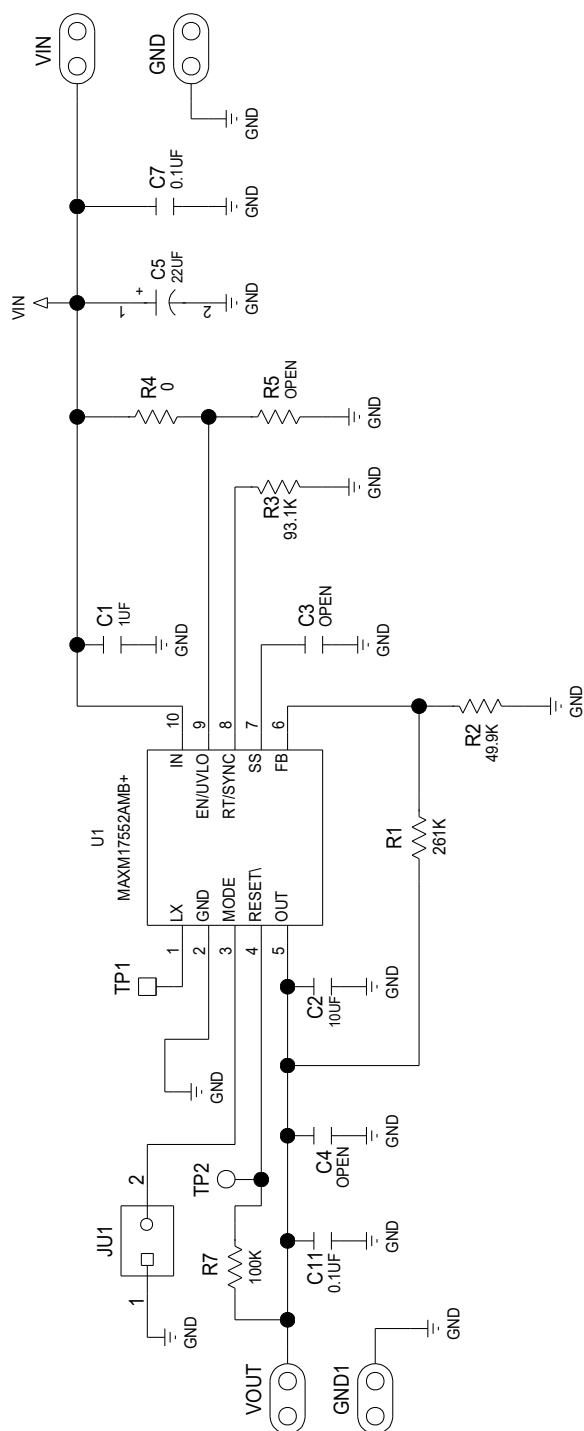 VIN
GND
GND
C7
0.1UF
GND
VIN
1
+
C5
22UF
2
GND
R4
0
R5
OPEN
GND
R3
93.1K
GND
C1
1UF
GND
C3
OPEN
GND
R2
49.9K
GND
R1
261K
10
9
8
7
6
IN
EN/UVLO
RT/SYNC
SS
FB
U1
MAXM17552AMB+
LX
GND
MODE
RESET\
OUT
1
2
3
4
5
TP1
GND
C2
10UF
GND
JU1
2
1
GND
TP2
R7
100K
C4
OPEN
GND
C11
0.1UF
GND
VOUT
GND1
GND